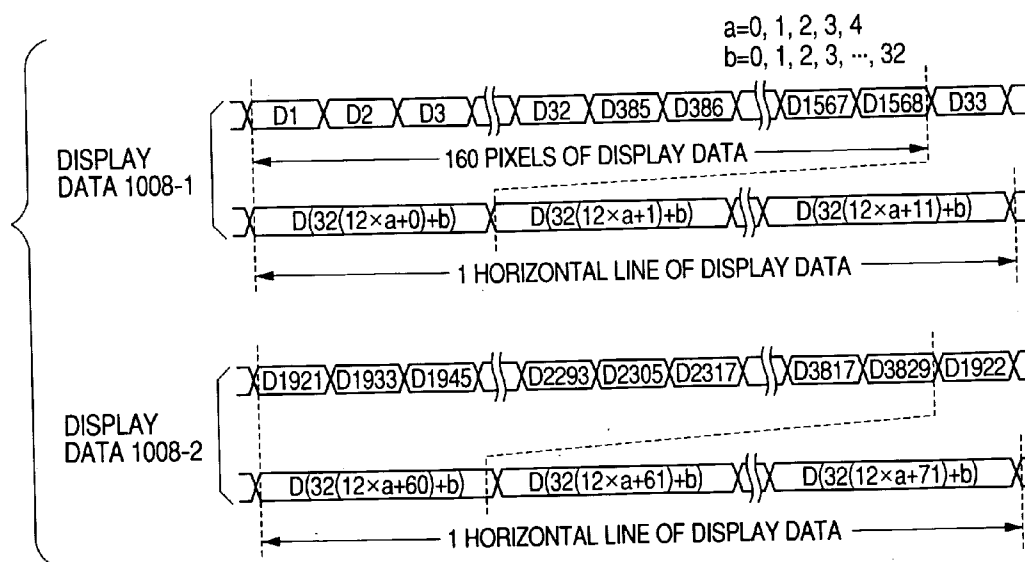 a=0, 1, 2, 3, 4
b=0, 1, 2, 3, ···, 32
D1 D2 D3 D32 D385 D386 D1567 D1568 D33
160 PIXELS OF DISPLAY DATA
DISPLAY
DATA 1008-1
D(32(12×a+0)+b) D(32(12×a+1)+b) D(32(12×a+11)+b)
1 HORIZONTAL LINE OF DISPLAY DATA
D1921 D1933 D1945 D2293 D2305 D2317 D3817 D3829 D1922
DISPLAY
DATA 1008-2
D(32(12×a+60)+b) D(32(12×a+61)+b) D(32(12×a+71)+b)
1 HORIZONTAL LINE OF DISPLAY DATA